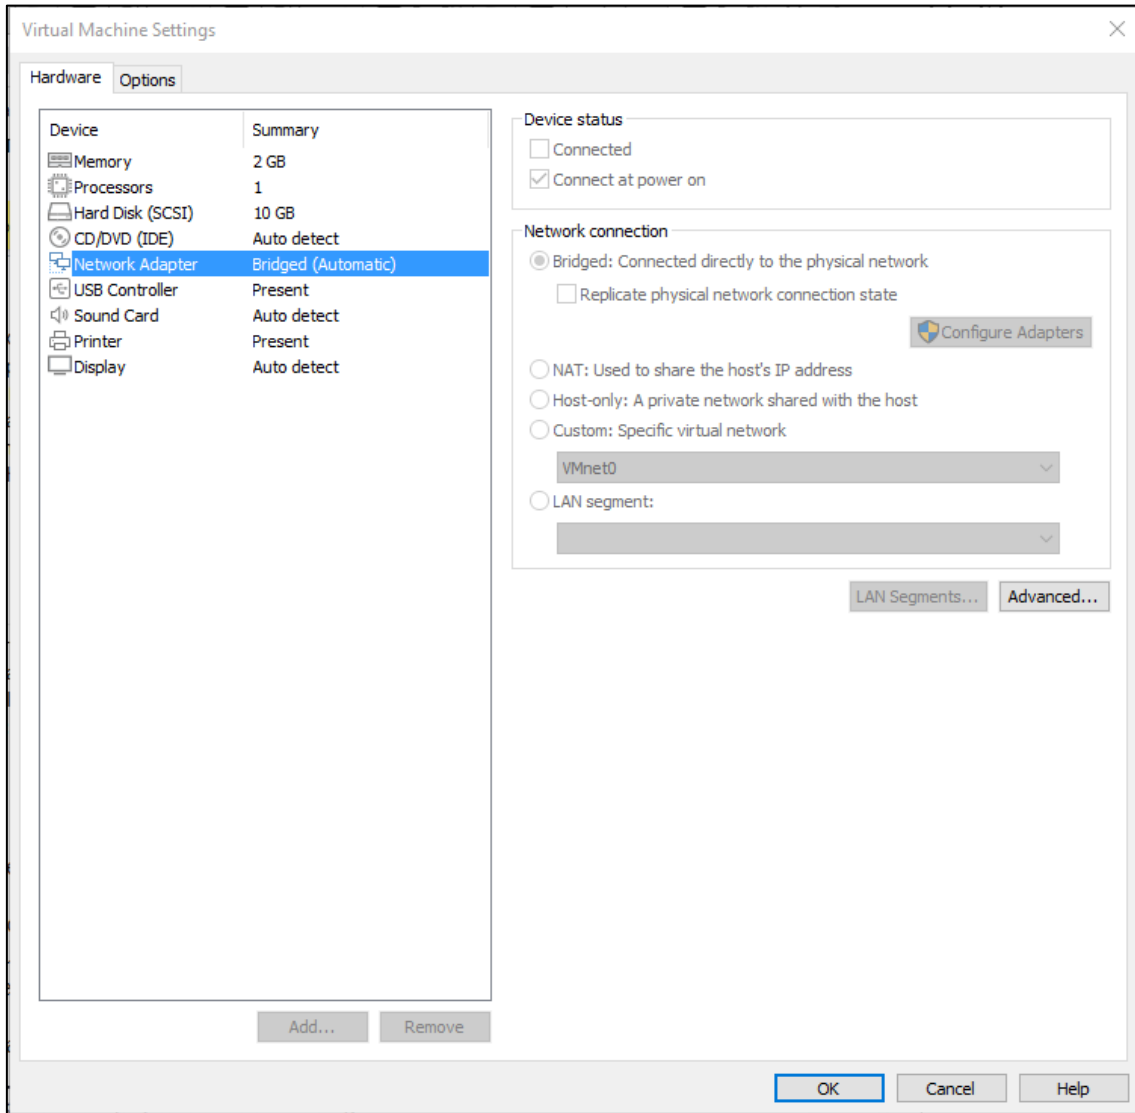 Virtual Machine Settings
Hardware Options
Device Summary
Memory 2 GB
Processors 1
Hard Disk (SCSI) 10 GB
CD/DVD (IDE) Auto detect
Network Adapter Bridged (Automatic)
USB Controller Present
Sound Card Auto detect
Printer Present
Display Auto detect
Add... Remove
Device status
Connected
Connect at power on
Network connection
Bridged: Connected directly to the physical network
Replicate physical network connection state
Configure Adapters
NAT: Used to share the host's IP address
Host-only: A private network shared with the host
Custom: Specific virtual network
VMnet0
LAN segment:
LAN Segments... Advanced...
OK Cancel Help